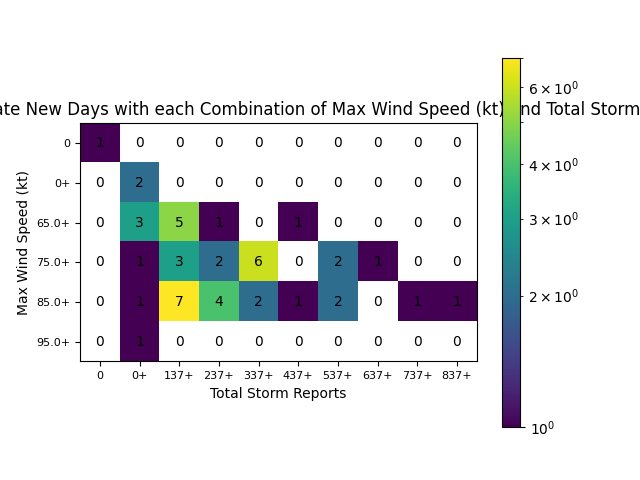 ate New Days with each Combination of Max Wind Speed (kt) and Total Storm
Max Wind Speed (kt)
0 1 0 0 0 0 0 0 0 0 0
0+ 0 2 0 0 0 0 0 0 0 0
65.0+ 0 3 5 1 0 1 0 0 0 0
75.0+ 0 1 3 2 6 0 2 1 0 0
85.0+ 0 1 7 4 2 1 2 0 1 1
95.0+ 0 1 0 0 0 0 0 0 0 0
0 0+ 137+ 237+ 337+ 437+ 537+ 637+ 737+ 837+
Total Storm Reports
6 × 10⁰
4 × 10⁰
3 × 10⁰
2 × 10⁰
10⁰